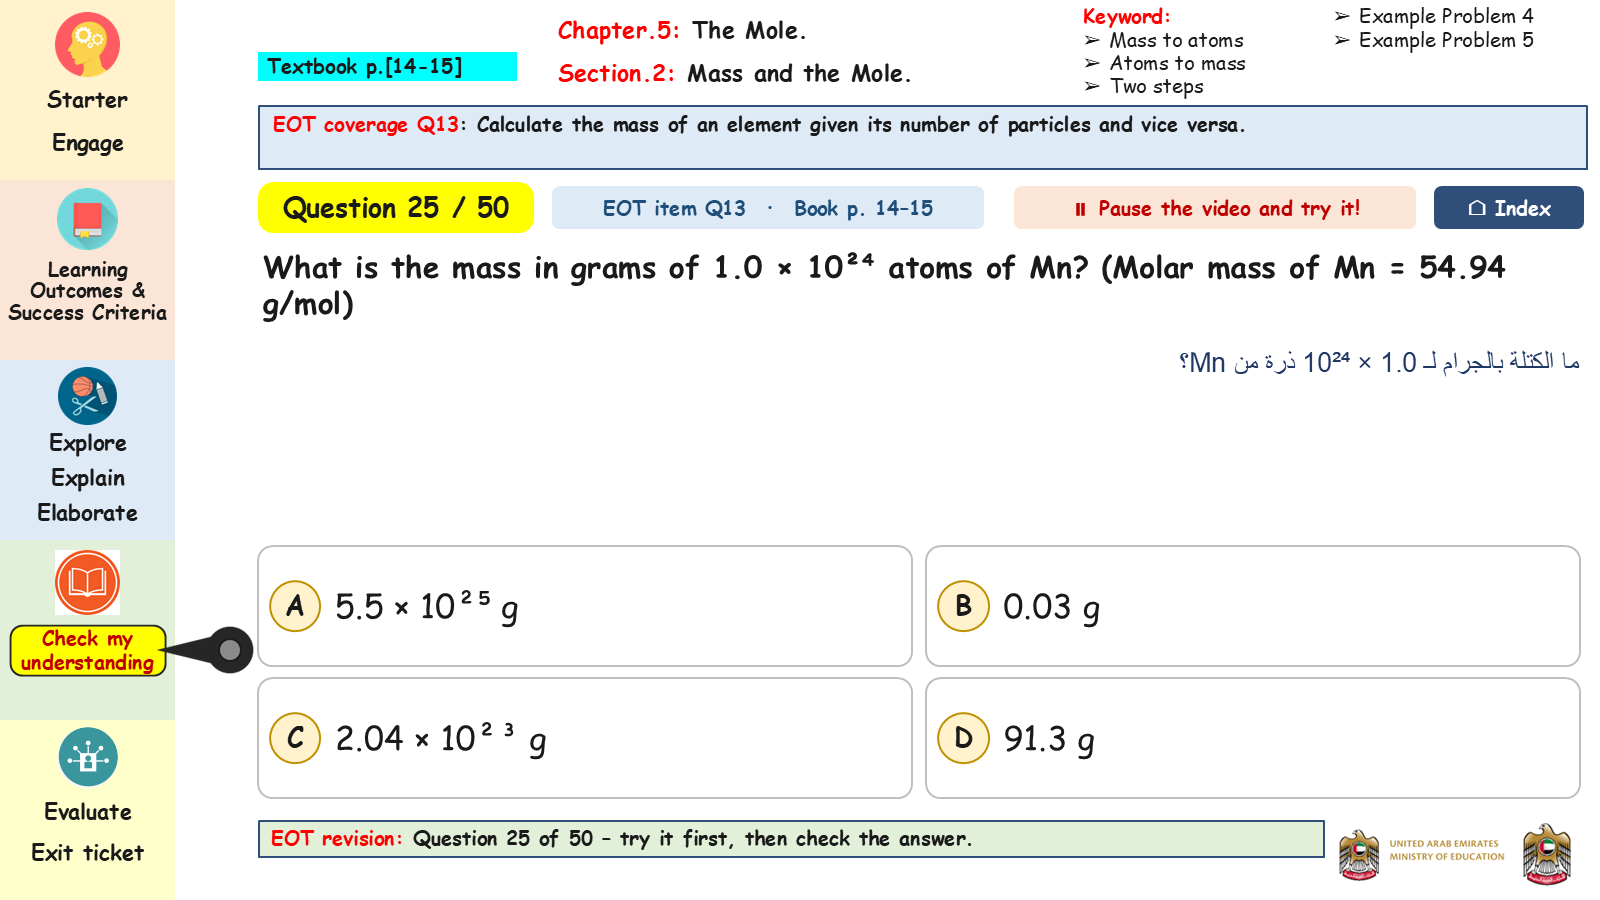 Starter
Engage
Learning
Outcomes &
Success Criteria
Explore
Explain
Elaborate
Check my
understanding
Evaluate
Exit ticket
Textbook p.[14-15]
Chapter.5: The Mole.
Section.2: Mass and the Mole.
Keyword:
➢ Mass to atoms
➢ Atoms to mass
➢ Two steps
➢ Example Problem 4
➢ Example Problem 5
EOT coverage Q13: Calculate the mass of an element given its number of particles and vice versa.
Question 25 / 50
EOT item Q13 · Book p. 14–15
⏸ Pause the video and try it!
☖ Index
What is the mass in grams of 1.0 × 10²⁴ atoms of Mn? (Molar mass of Mn = 54.94
g/mol)
ما الكتلة بالجرام لـ 1.0 × 10²⁴ ذرة من Mn؟
A 5.5 × 10²⁵ g
B 0.03 g
C 2.04 × 10²³ g
D 91.3 g
EOT revision: Question 25 of 50 – try it first, then check the answer.
UNITED ARAB EMIRATES
MINISTRY OF EDUCATION